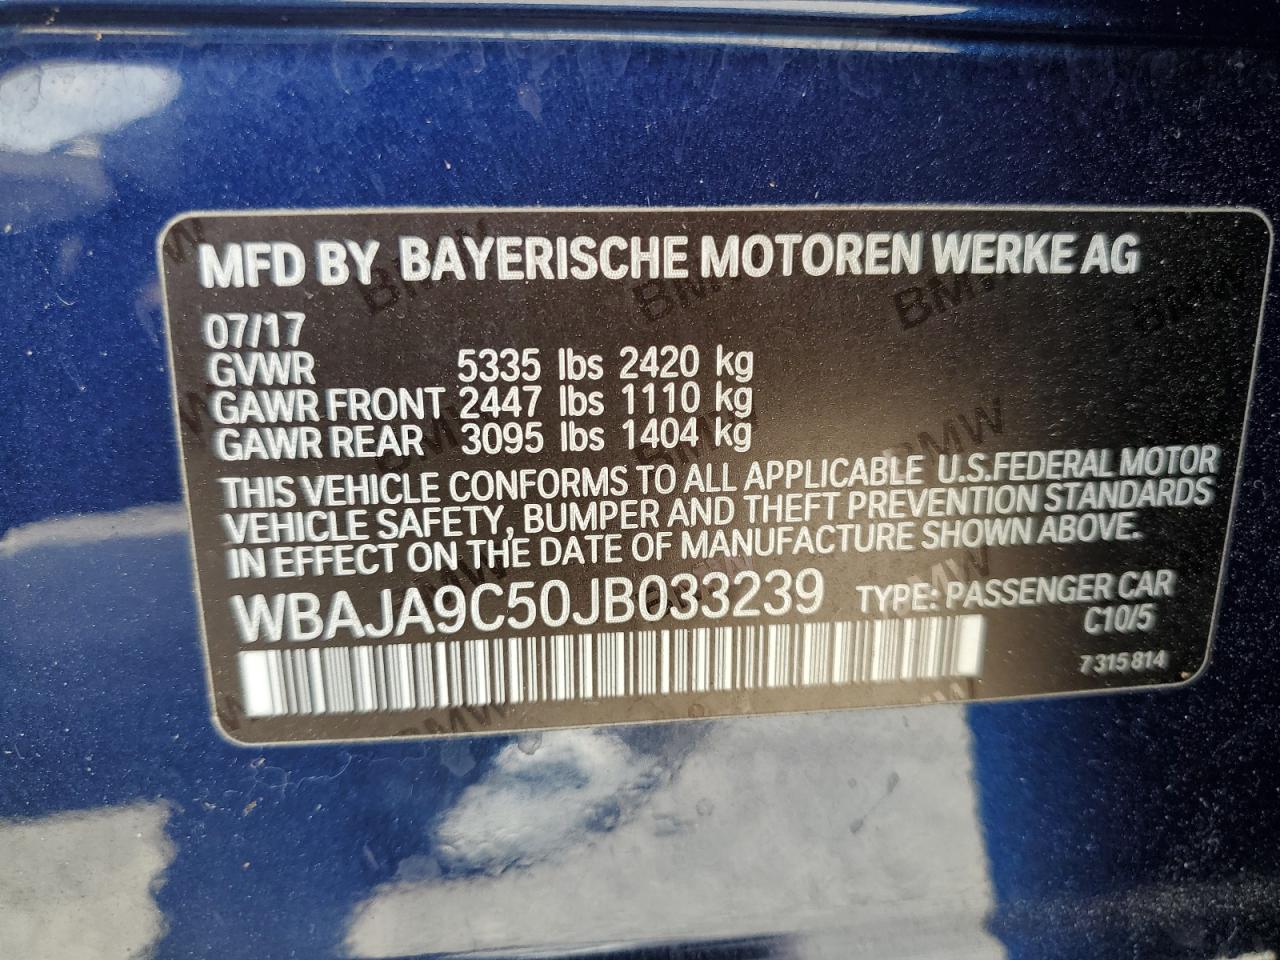 MFD BY BAYERISCHE MOTOREN WERKE AG
07/17
GVWR 5335 lbs 2420 kg
GAWR FRONT 2447 lbs 1110 kg
GAWR REAR 3095 lbs 1404 kg
THIS VEHICLE CONFORMS TO ALL APPLICABLE U.S.FEDERAL MOTOR
VEHICLE SAFETY, BUMPER AND THEFT PREVENTION STANDARDS
IN EFFECT ON THE DATE OF MANUFACTURE SHOWN ABOVE.
WBAJA9C50JB033239 TYPE: PASSENGER CAR
C10/5
7 315 814